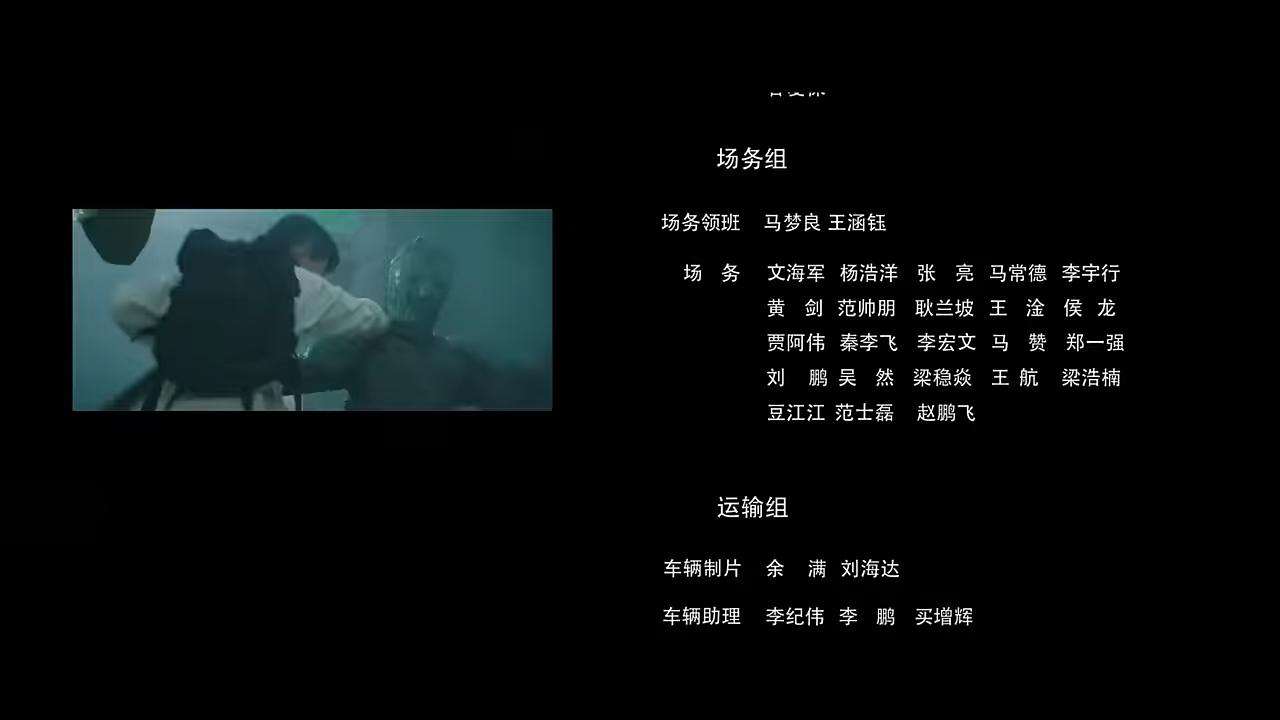 场务组
场务领班 马梦良 王涵钰
场 务 文海军 杨浩洋 张 亮 马常德 李宇行
黄 剑 范帅朋 耿兰坡 王 淦 侯 龙
贾阿伟 秦李飞 李宏文 马 赞 郑一强
刘 鹏 吴 然 梁稳焱 王 航 梁浩楠
豆江江 范士磊 赵鹏飞
运输组
车辆制片 余 满 刘海达
车辆助理 李纪伟 李 鹏 买增辉